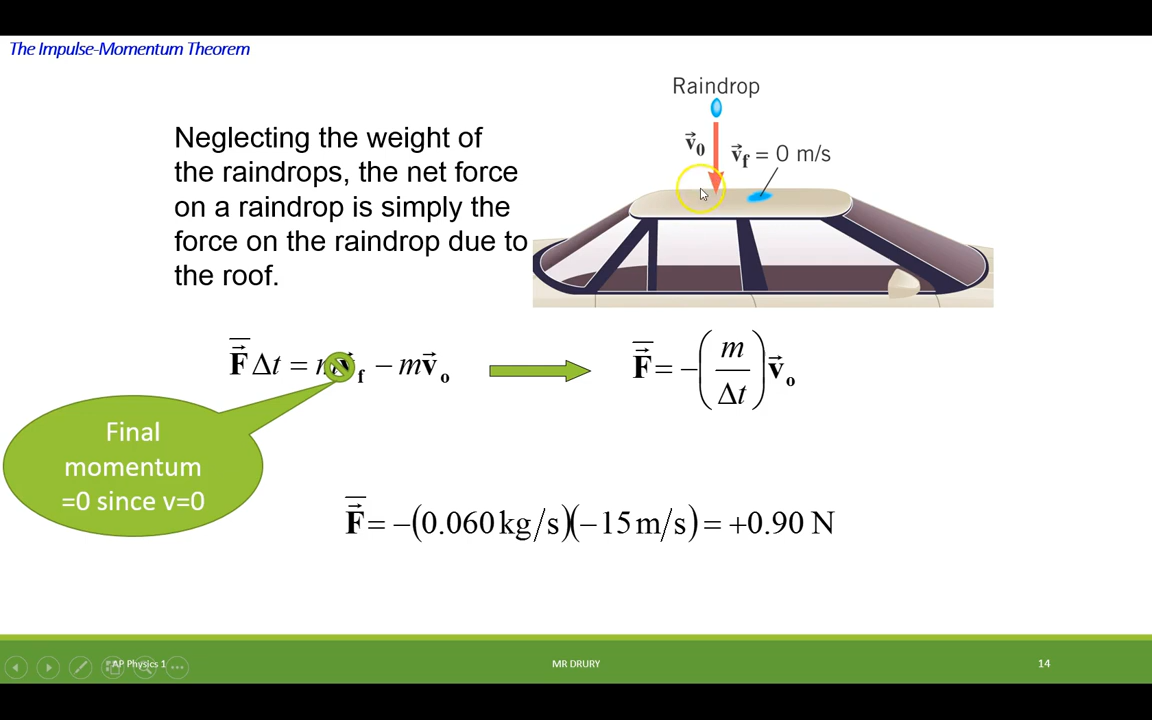 The Impulse-Momentum Theorem
Raindrop
Neglecting the weight of
the raindrops, the net force
on a raindrop is simply the
force on the raindrop due to
the roof.
v⃗₀
v⃗f = 0 m/s
F̅Δt = mv⃗f − mv⃗o
F̅ = −(m/Δt)v⃗o
Final
momentum
=0 since v=0
F̅ = −(0.060 kg/s)(−15 m/s) = +0.90 N
AP Physics 1
MR DRURY
14